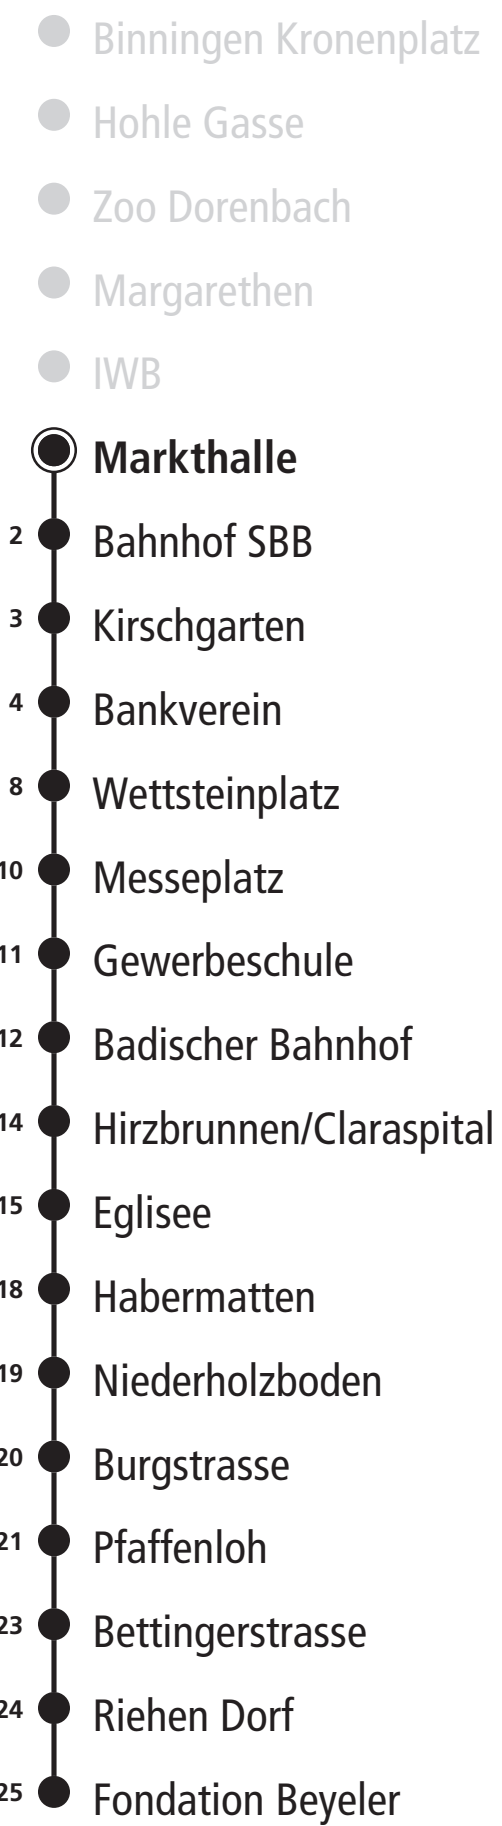 Binningen Kronenplatz
Hohle Gasse
Zoo Dorenbach
Margarethen
IWB
Markthalle
2 Bahnhof SBB
3 Kirschgarten
4 Bankverein
8 Wettsteinplatz
10 Messeplatz
11 Gewerbeschule
12 Badischer Bahnhof
14 Hirzbrunnen/Claraspital
15 Eglisee
18 Habermatten
19 Niederholzboden
20 Burgstrasse
21 Pfaffenloh
23 Bettingerstrasse
24 Riehen Dorf
25 Fondation Beyeler